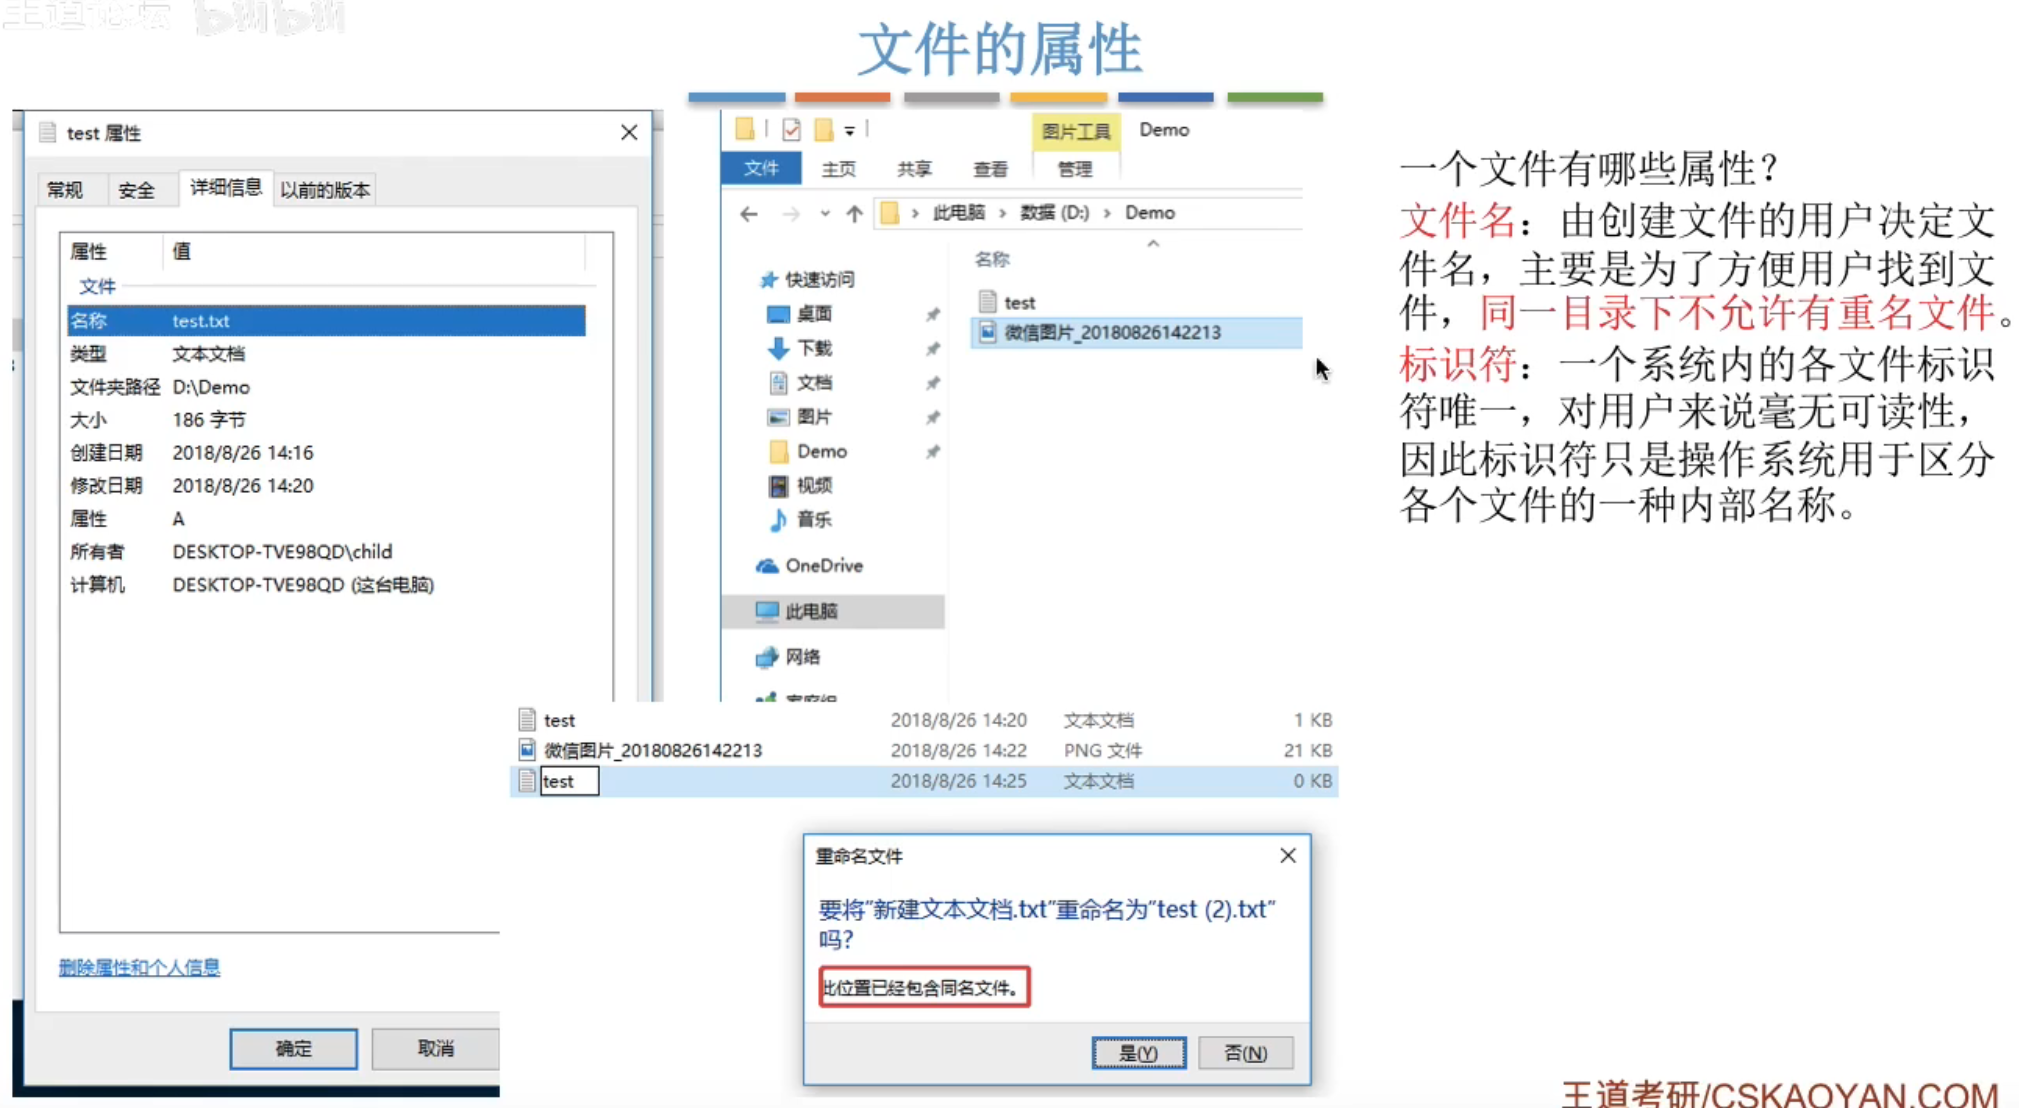 王道论坛 bilibili
文件的属性
test 属性
常规 安全 详细信息 以前的版本
属性 值
文件
名称 test.txt
类型 文本文档
文件夹路径 D:\Demo
大小 186 字节
创建日期 2018/8/26 14:16
修改日期 2018/8/26 14:20
属性 A
所有者 DESKTOP-TVE98QD\child
计算机 DESKTOP-TVE98QD (这台电脑)
删除属性和个人信息
确定 取消
图片工具 Demo
文件 主页 共享 查看 管理
此电脑 › 数据 (D:) › Demo
名称
test
微信图片_20180826142213
快速访问
桌面
下载
文档
图片
Demo
视频
音乐
OneDrive
此电脑
网络
test 2018/8/26 14:20 文本文档 1 KB
微信图片_20180826142213 2018/8/26 14:22 PNG 文件 21 KB
test 2018/8/26 14:25 文本文档 0 KB
重命名文件
要将"新建文本文档.txt"重命名为"test (2).txt"
吗?
此位置已经包含同名文件。
是(Y) 否(N)
一个文件有哪些属性?
文件名：由创建文件的用户决定文
件名，主要是为了方便用户找到文
件，同一目录下不允许有重名文件。
标识符：一个系统内的各文件标识
符唯一，对用户来说毫无可读性，
因此标识符只是操作系统用于区分
各个文件的一种内部名称。
王道考研/CSKAOYAN.COM